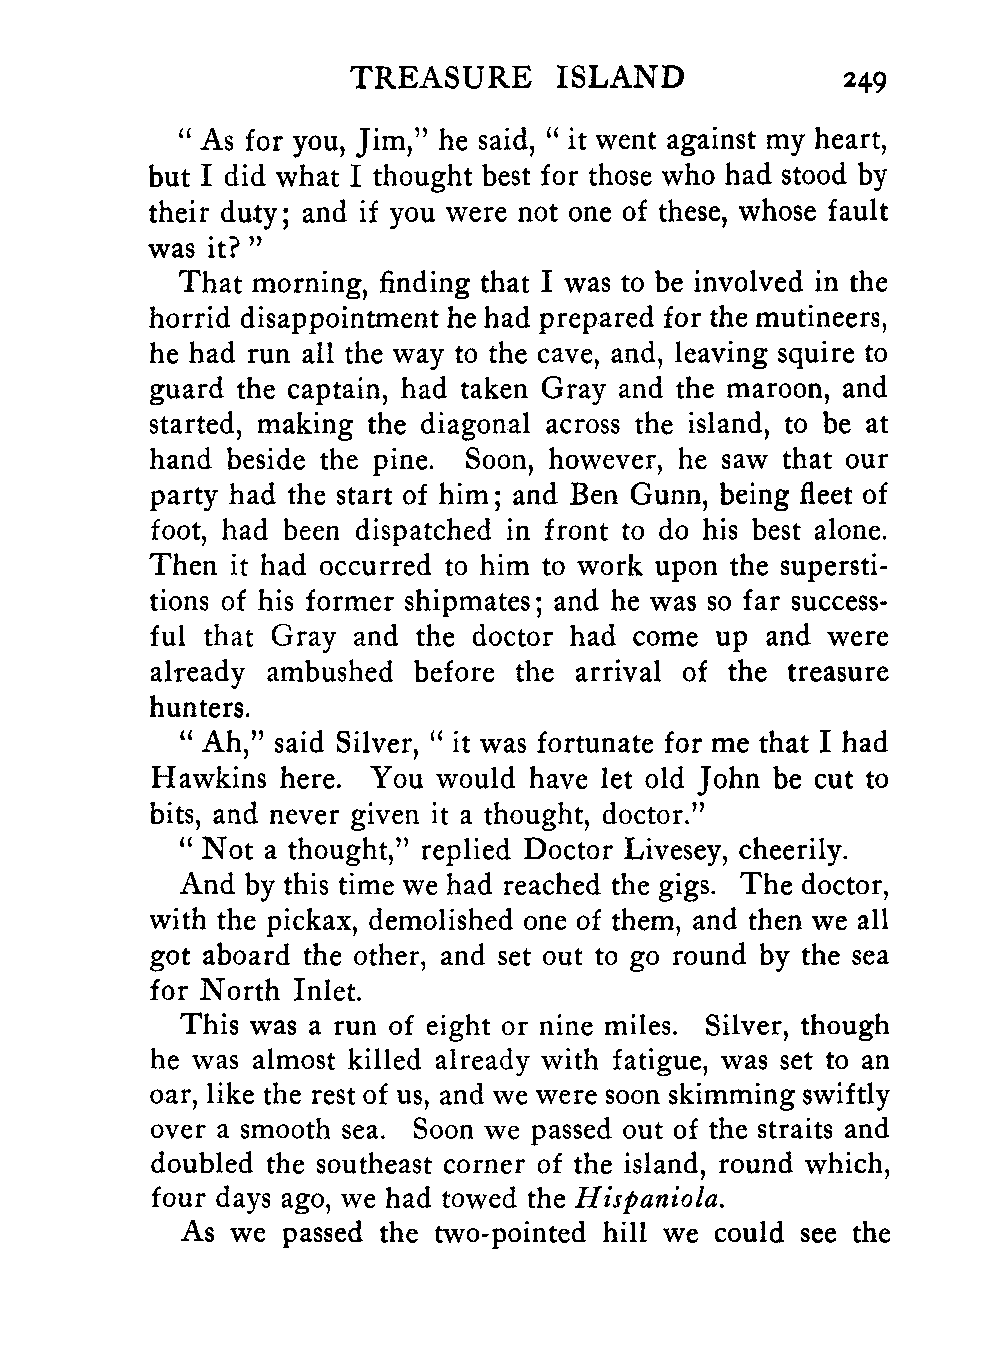 TREASURE ISLAND 249
“ As for you, Jim,” he said, “ it went against my heart,
but I did what I thought best for those who had stood by
their duty; and if you were not one of these, whose fault
was it? ”
That morning, finding that I was to be involved in the
horrid disappointment he had prepared for the mutineers,
he had run all the way to the cave, and, leaving squire to
guard the captain, had taken Gray and the maroon, and
started, making the diagonal across the island, to be at
hand beside the pine. Soon, however, he saw that our
party had the start of him; and Ben Gunn, being fleet of
foot, had been dispatched in front to do his best alone.
Then it had occurred to him to work upon the supersti-
tions of his former shipmates; and he was so far success-
ful that Gray and the doctor had come up and were
already ambushed before the arrival of the treasure
hunters.
“ Ah,” said Silver, “ it was fortunate for me that I had
Hawkins here. You would have let old John be cut to
bits, and never given it a thought, doctor.”
“ Not a thought,” replied Doctor Livesey, cheerily.
And by this time we had reached the gigs. The doctor,
with the pickax, demolished one of them, and then we all
got aboard the other, and set out to go round by the sea
for North Inlet.
This was a run of eight or nine miles. Silver, though
he was almost killed already with fatigue, was set to an
oar, like the rest of us, and we were soon skimming swiftly
over a smooth sea. Soon we passed out of the straits and
doubled the southeast corner of the island, round which,
four days ago, we had towed the Hispaniola.
As we passed the two-pointed hill we could see the